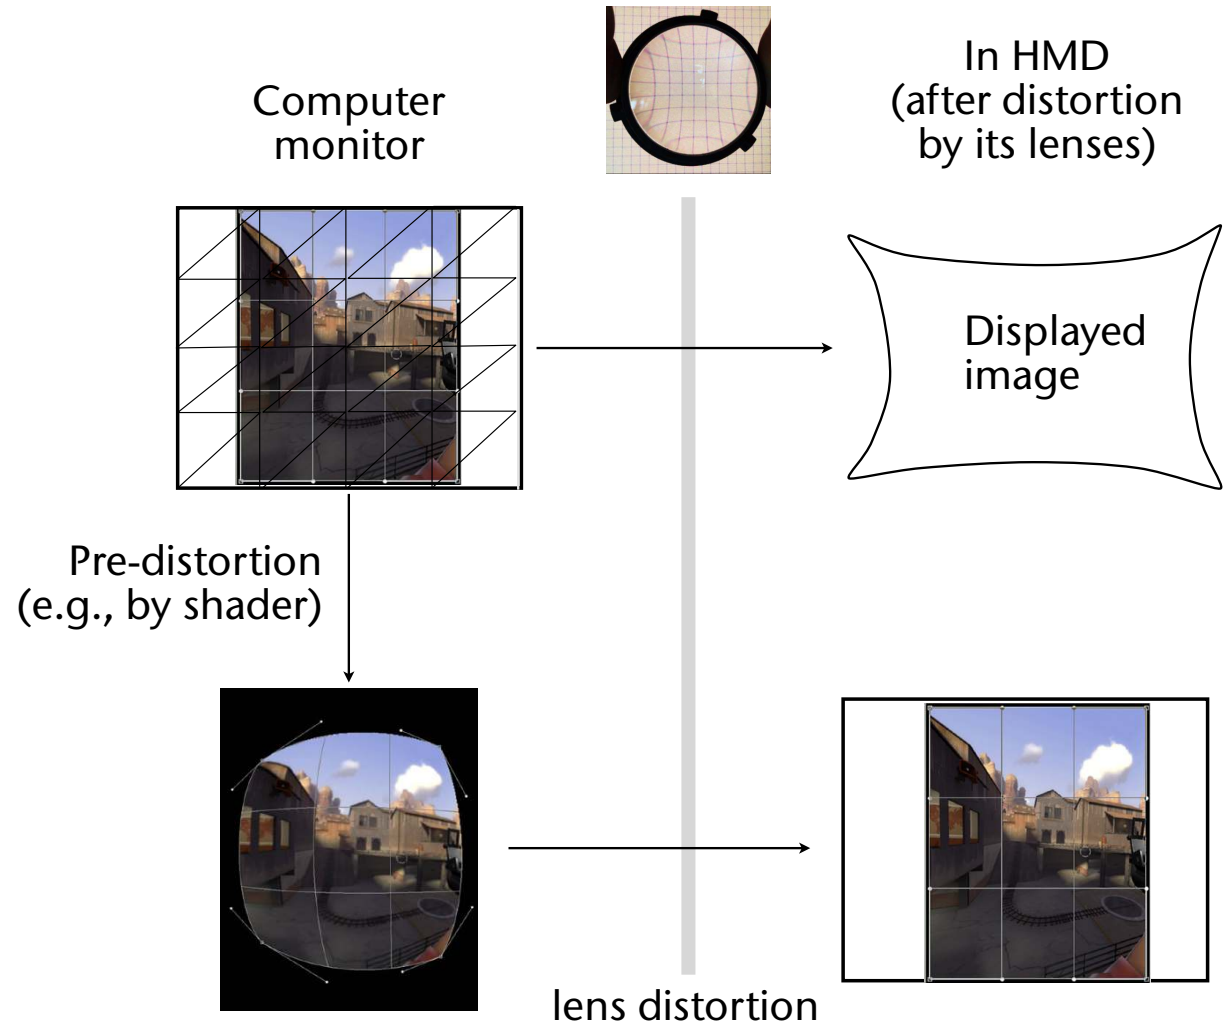 Computer
monitor
In HMD
(after distortion
by its lenses)
Displayed
image
Pre-distortion
(e.g., by shader)
lens distortion